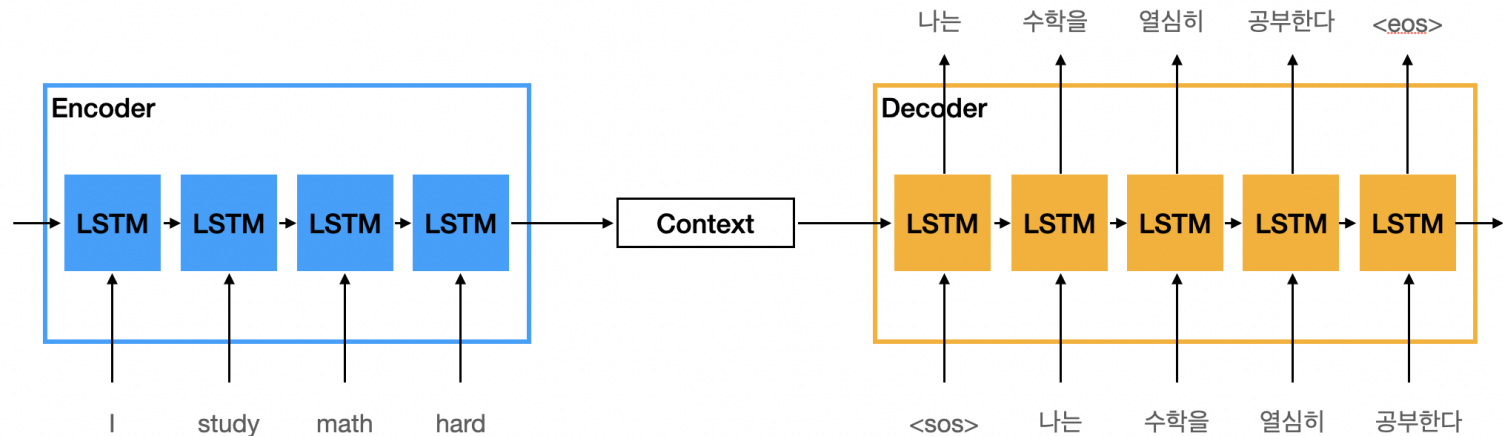 나는 수학을 열심히 공부한다 <eos>
Encoder
Decoder
LSTM LSTM LSTM LSTM
Context
LSTM LSTM LSTM LSTM LSTM
I study math hard
<sos> 나는 수학을 열심히 공부한다